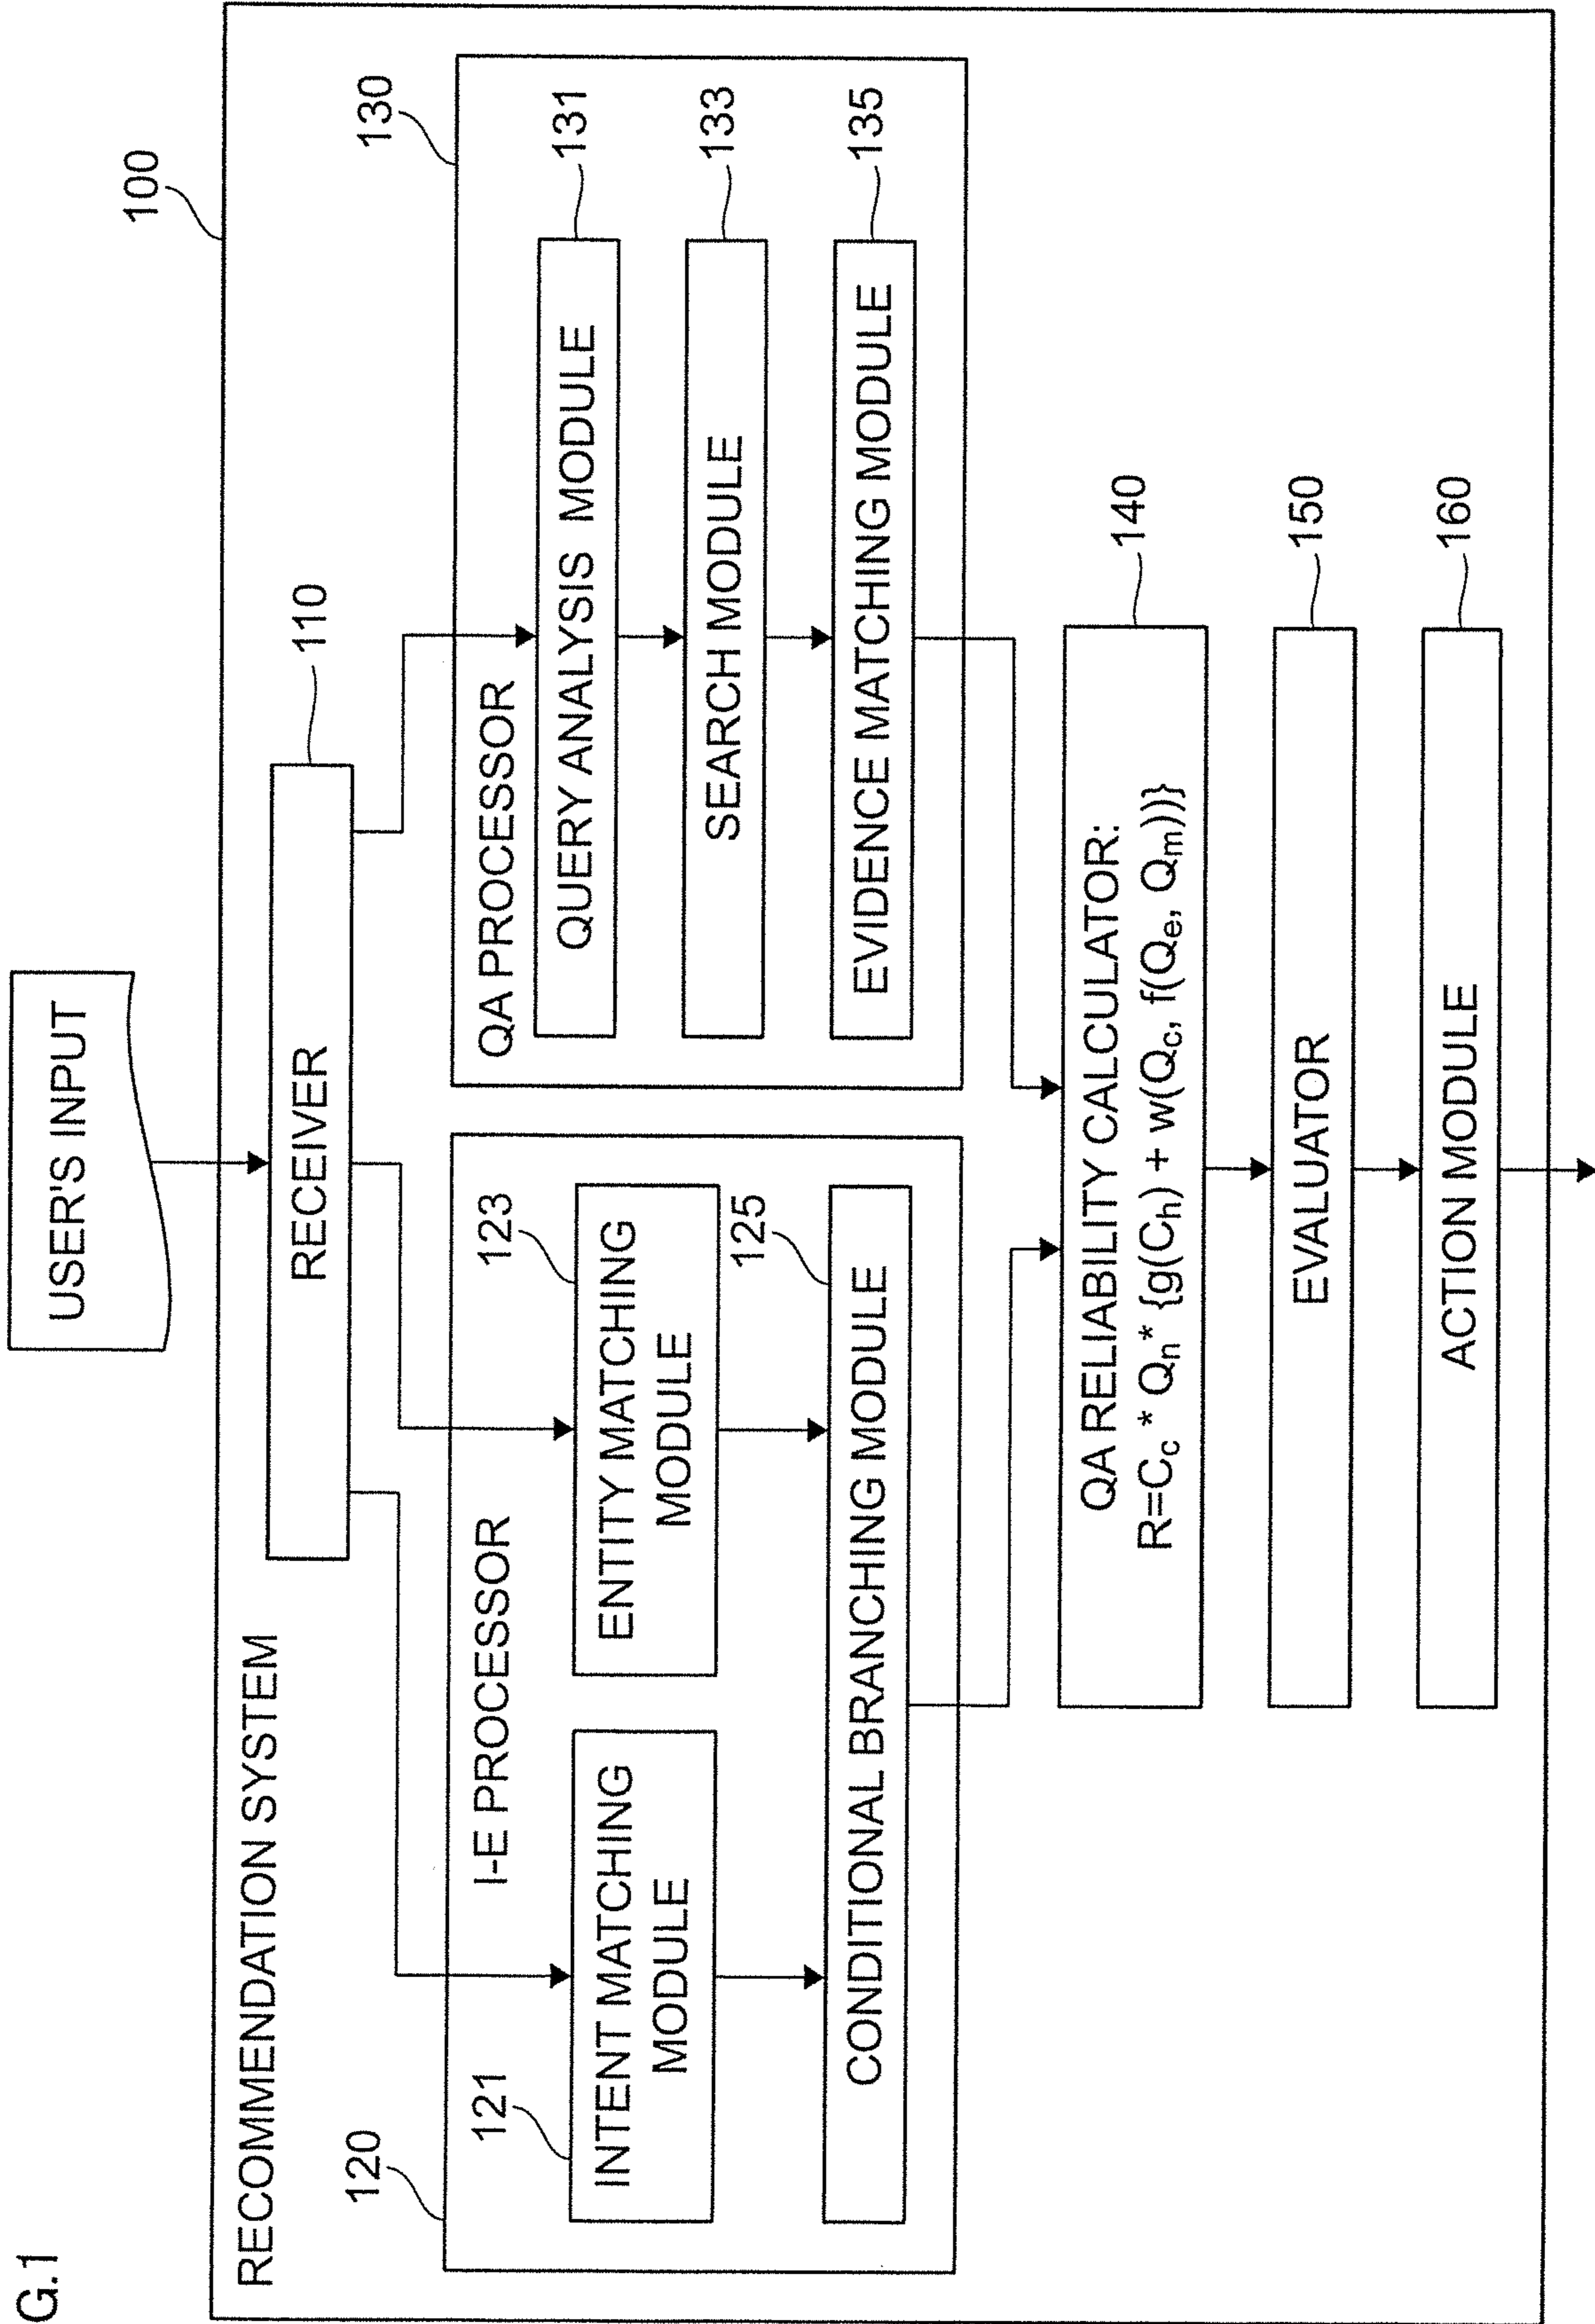 G.1
USER'S INPUT
100
RECOMMENDATION SYSTEM
RECEIVER
110
120
I-E PROCESSOR
121
INTENT MATCHING
MODULE
123
ENTITY MATCHING
MODULE
125
CONDITIONAL BRANCHING MODULE
130
QA PROCESSOR
QUERY ANALYSIS MODULE
131
SEARCH MODULE
133
EVIDENCE MATCHING MODULE
135
QA RELIABILITY CALCULATOR:
R=Cc * Qn * {g(Ch) + w(Qc, f(Qe, Qm))}
140
EVALUATOR
150
ACTION MODULE
160